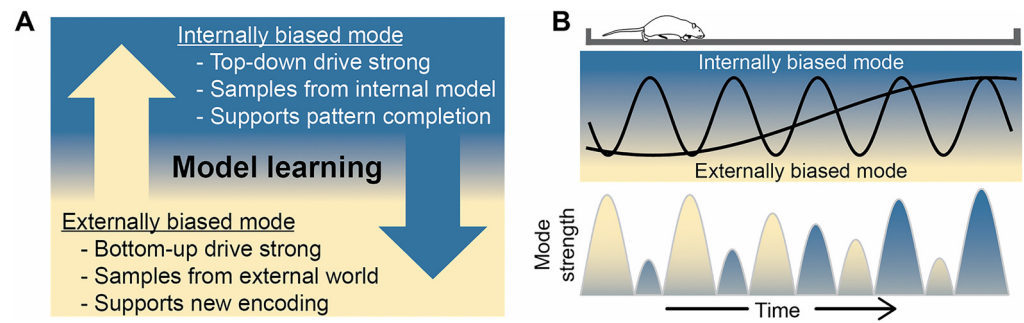 A
Internally biased mode
- Top-down drive strong
- Samples from internal model
- Supports pattern completion
Model learning
Externally biased mode
- Bottom-up drive strong
- Samples from external world
- Supports new encoding
B
Internally biased mode
Externally biased mode
Mode
strength
Time